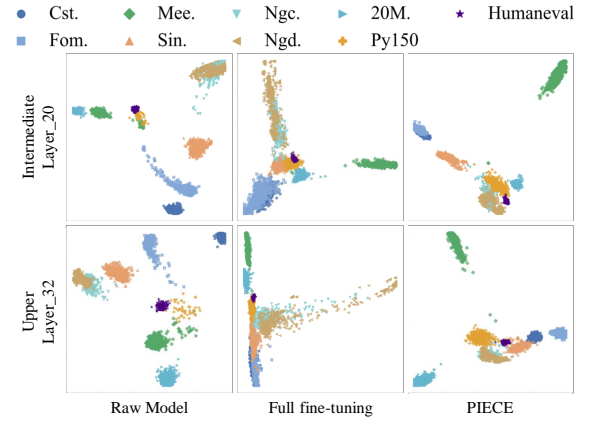 Cst. Mee. Ngc. 20M. Humaneval
Fom. Sin. Ngd. Py150
Intermediate
Layer_20
Upper
Layer_32
Raw Model Full fine-tuning PIECE